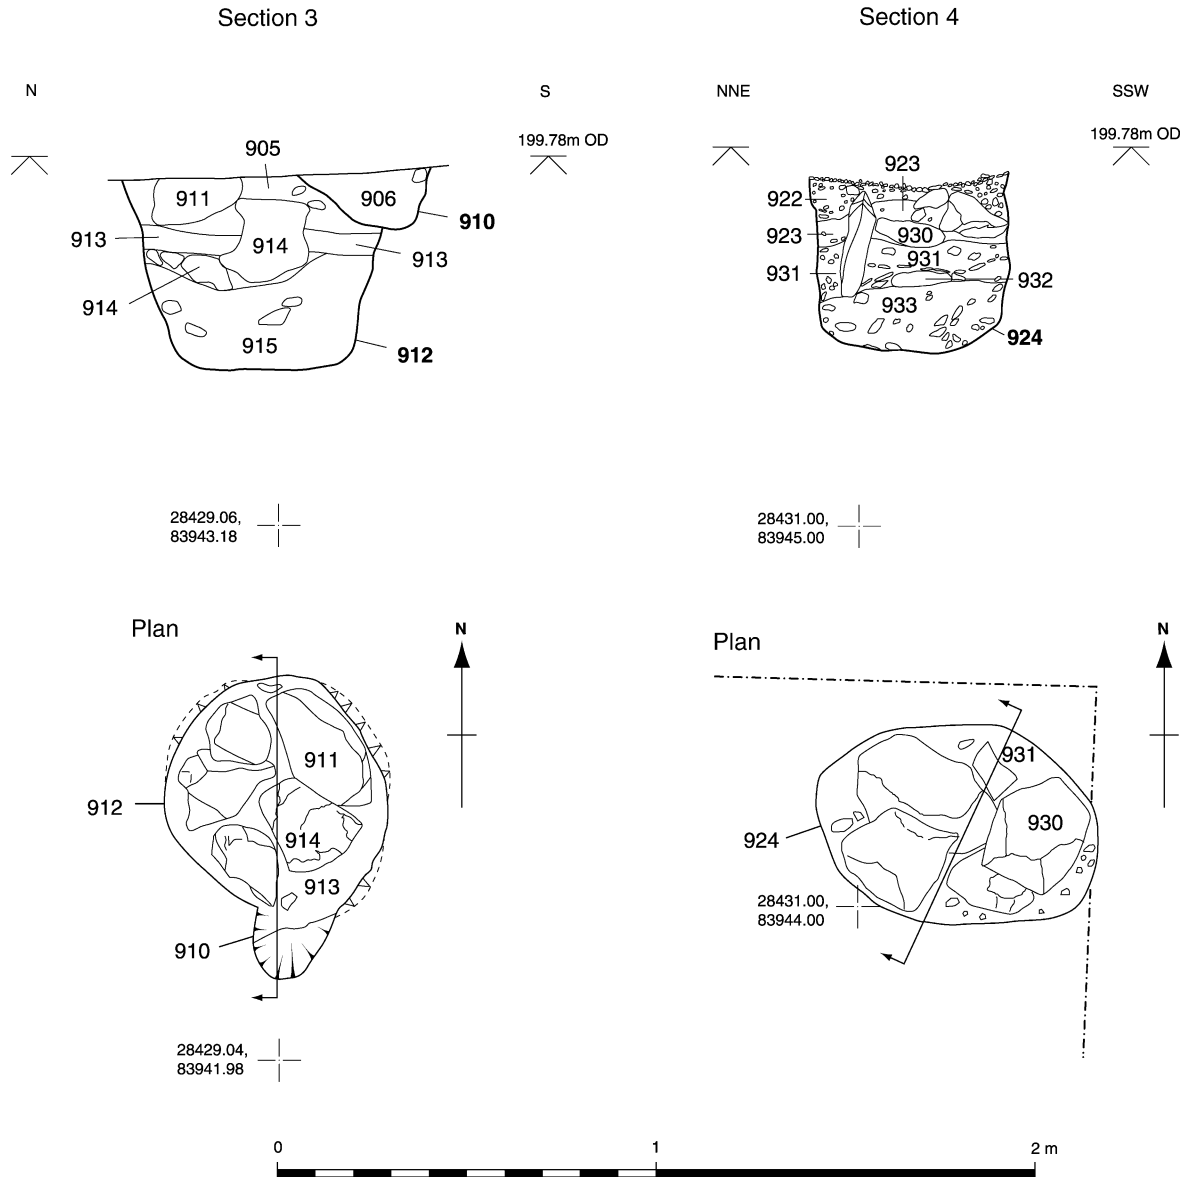 Section 3
Section 4
N
S
NNE
SSW
199.78m OD
199.78m OD
905
911
906
910
913
914
913
914
915
912
923
922
923
930
931
931
932
933
924
28429.06,
83943.18
28431.00,
83945.00
Plan
N
Plan
N
911
912
914
913
910
931
930
924
28431.00,
83944.00
28429.04,
83941.98
0
1
2 m